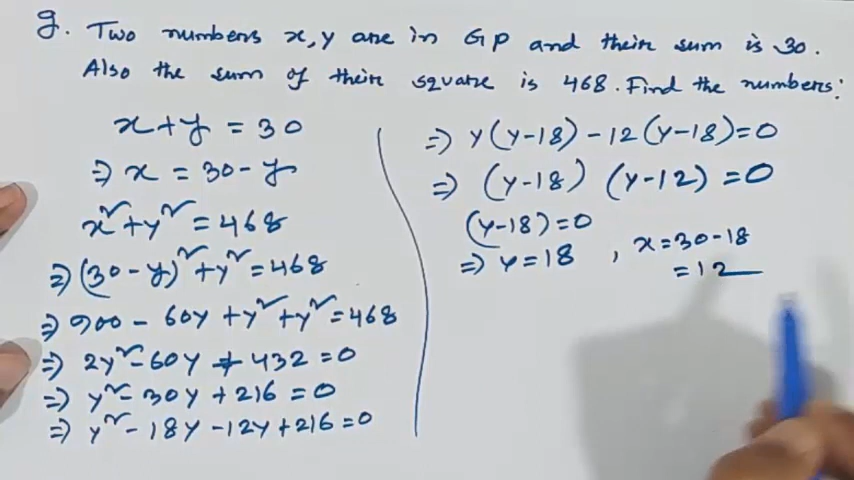 g. Two numbers x, y are in GP and their sum is 30.
Also the sum of their square is 468. Find the numbers:
x + y = 30
⇒ x = 30 - y
x² + y² = 468
⇒ (30 - y)² + y² = 468
⇒ 900 - 60y + y² + y² = 468
⇒ 2y² - 60y + 432 = 0
⇒ y² - 30y + 216 = 0
⇒ y² - 18y - 12y + 216 = 0
⇒ y(y-18) - 12(y-18) = 0
⇒ (y-18) (y-12) = 0
(y-18) = 0
⇒ y = 18 , x = 30 - 18
= 12